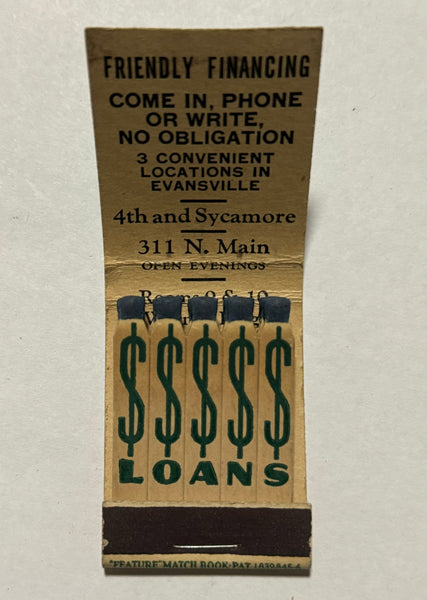 FRIENDLY FINANCING
COME IN, PHONE
OR WRITE,
NO OBLIGATION
3 CONVENIENT
LOCATIONS IN
EVANSVILLE
4th and Sycamore
311 N. Main
OPEN EVENINGS
$ $ $ $ $
LOANS
"FEATURE" MATCH BOOK·PAT.